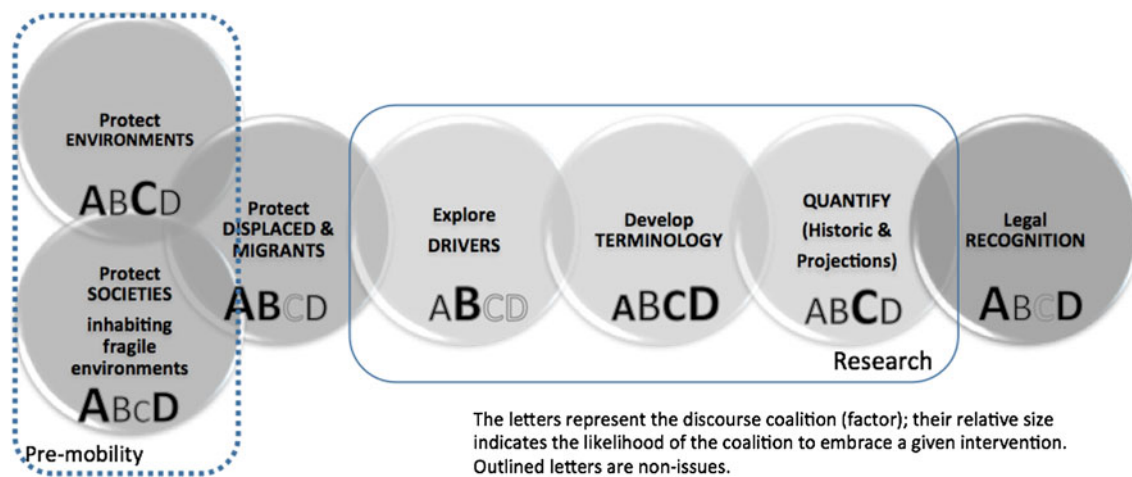 Protect
ENVIRONMENTS
ABCD
Protect
SOCIETIES
inhabiting
fragile
environments
ABCD
Pre-mobility
Protect
DISPLACED &
MIGRANTS
ABCD
Explore
DRIVERS
ABCD
Develop
TERMINOLOGY
ABCD
QUANTIFY
(Historic &
Projections)
ABCD
Research
Legal
RECOGNITION
ABCD
The letters represent the discourse coalition (factor); their relative size
indicates the likelihood of the coalition to embrace a given intervention.
Outlined letters are non-issues.